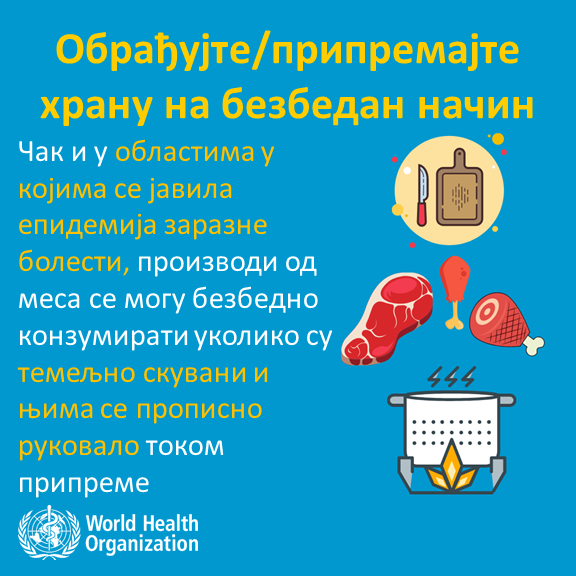 Обрађујте/припремајте
храну на безбедан начин
Чак и у областима у
којима се јавила
епидемија заразне
болести, производи од
меса се могу безбедно
конзумирати уколико су
темељно скувани и
њима се прописно
руковало током
припреме
World Health
Organization